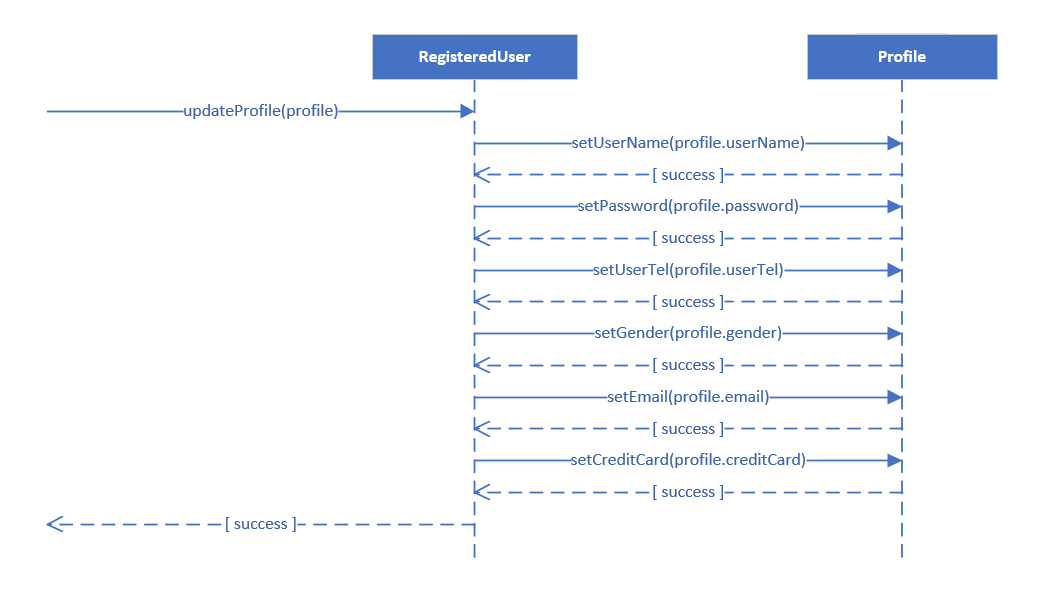 RegisteredUser
Profile
updateProfile(profile)
setUserName(profile.userName)
[ success ]
setPassword(profile.password)
[ success ]
setUserTel(profile.userTel)
[ success ]
setGender(profile.gender)
[ success ]
setEmail(profile.email)
[ success ]
setCreditCard(profile.creditCard)
[ success ]
[ success ]